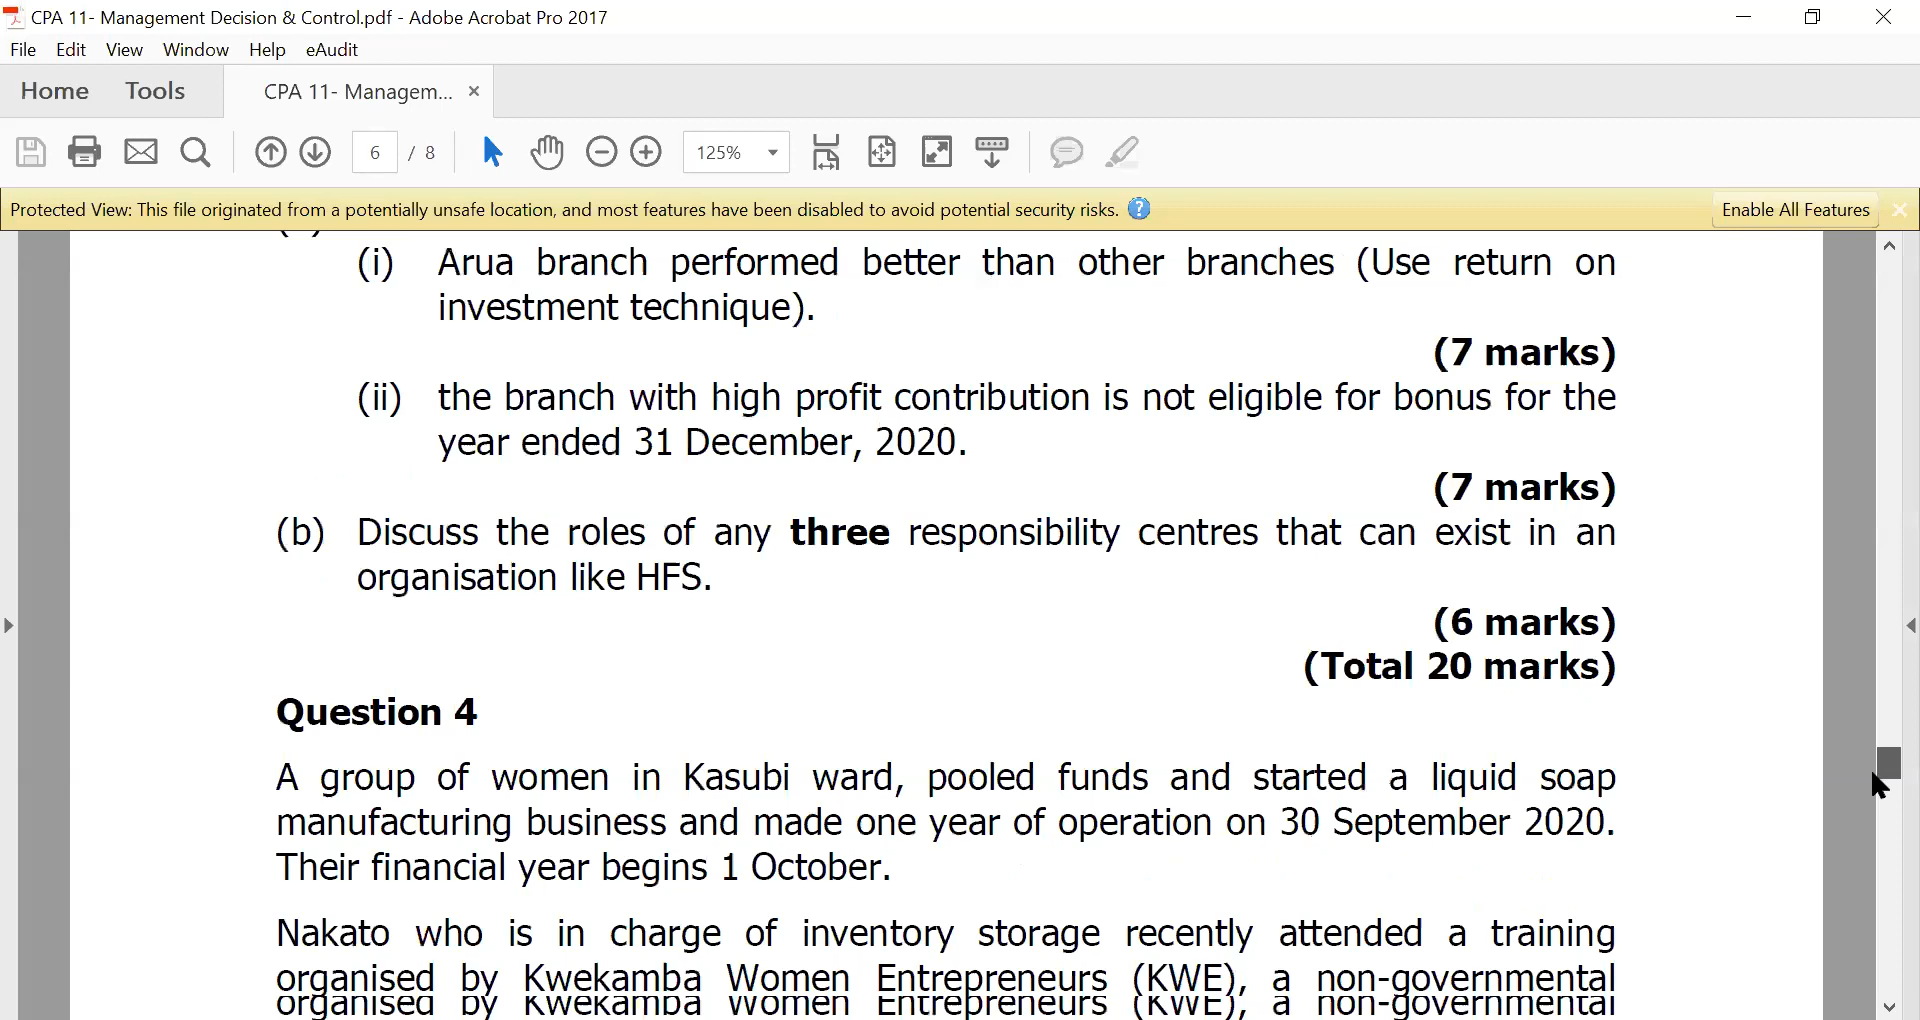 CPA 11- Management Decision & Control.pdf - Adobe Acrobat Pro 2017
File Edit View Window Help eAudit
Home Tools CPA 11- Managem... ×
6 / 8 125%
Protected View: This file originated from a potentially unsafe location, and most features have been disabled to avoid potential security risks. ? Enable All Features
(i) Arua branch performed better than other branches (Use return on
investment technique).
(7 marks)
(ii) the branch with high profit contribution is not eligible for bonus for the
year ended 31 December, 2020.
(7 marks)
(b) Discuss the roles of any three responsibility centres that can exist in an
organisation like HFS.
(6 marks)
(Total 20 marks)
Question 4
A group of women in Kasubi ward, pooled funds and started a liquid soap
manufacturing business and made one year of operation on 30 September 2020.
Their financial year begins 1 October.
Nakato who is in charge of inventory storage recently attended a training
organised by Kwekamba Women Entrepreneurs (KWE), a non-governmental
organised by Kwekamba Women Entrepreneurs (KWE), a non-governmental